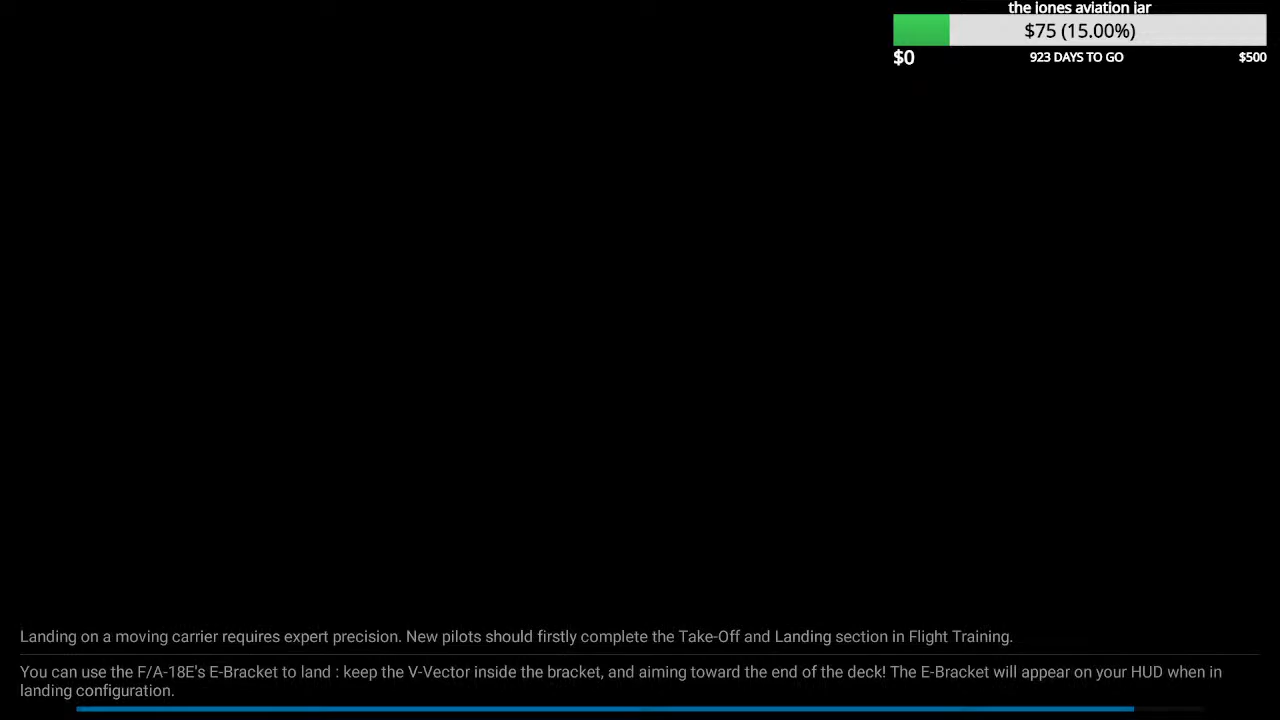 the jones aviation jar
$75 (15.00%)
$0 923 DAYS TO GO $500
Landing on a moving carrier requires expert precision. New pilots should firstly complete the Take-Off and Landing section in Flight Training.
You can use the F/A-18E's E-Bracket to land : keep the V-Vector inside the bracket, and aiming toward the end of the deck! The E-Bracket will appear on your HUD when in
landing configuration.